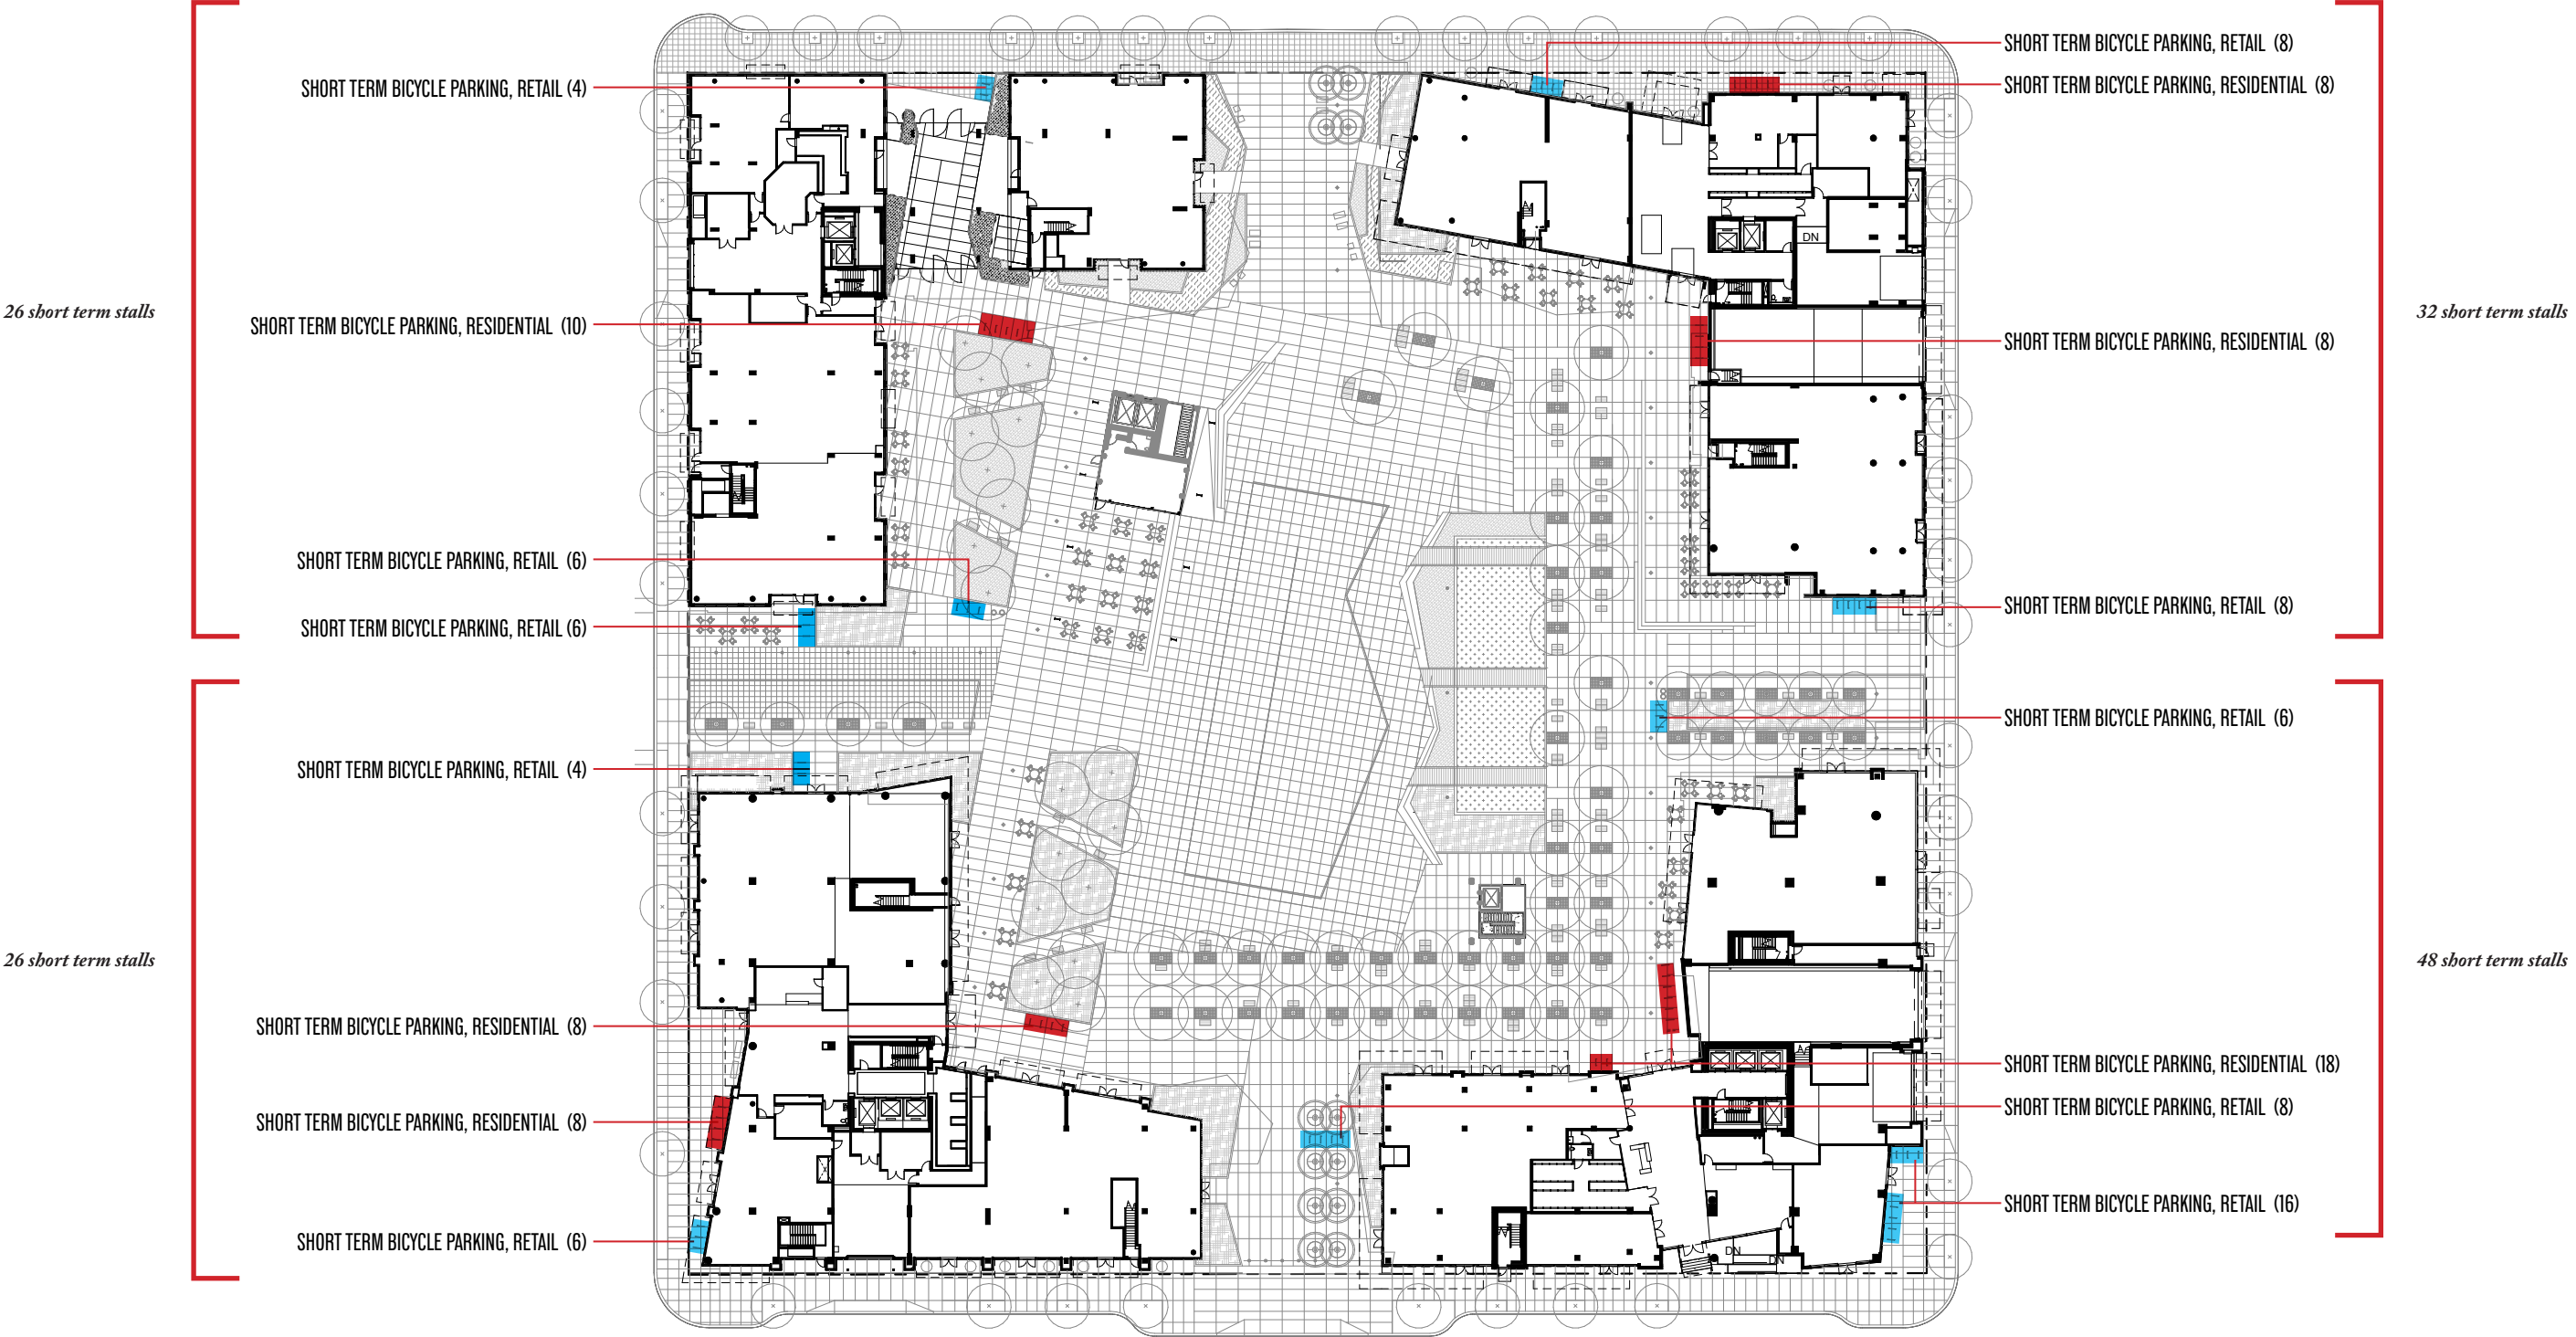 SHORT TERM BICYCLE PARKING, RETAIL (4)
26 short term stalls
SHORT TERM BICYCLE PARKING, RESIDENTIAL (10)
SHORT TERM BICYCLE PARKING, RETAIL (6)
SHORT TERM BICYCLE PARKING, RETAIL (6)
SHORT TERM BICYCLE PARKING, RETAIL (4)
26 short term stalls
SHORT TERM BICYCLE PARKING, RESIDENTIAL (8)
SHORT TERM BICYCLE PARKING, RESIDENTIAL (8)
SHORT TERM BICYCLE PARKING, RETAIL (6)
SHORT TERM BICYCLE PARKING, RETAIL (8)
SHORT TERM BICYCLE PARKING, RESIDENTIAL (8)
DN
32 short term stalls
SHORT TERM BICYCLE PARKING, RESIDENTIAL (8)
SHORT TERM BICYCLE PARKING, RETAIL (8)
SHORT TERM BICYCLE PARKING, RETAIL (6)
48 short term stalls
SHORT TERM BICYCLE PARKING, RESIDENTIAL (18)
SHORT TERM BICYCLE PARKING, RETAIL (8)
SHORT TERM BICYCLE PARKING, RETAIL (16)
DN
DN